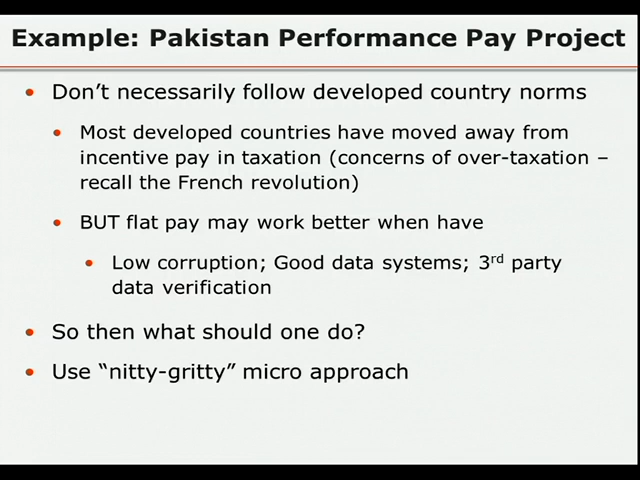 Example: Pakistan Performance Pay Project
• Don't necessarily follow developed country norms
• Most developed countries have moved away from
incentive pay in taxation (concerns of over-taxation –
recall the French revolution)
• BUT flat pay may work better when have
• Low corruption; Good data systems; 3rd party
data verification
• So then what should one do?
• Use “nitty-gritty” micro approach